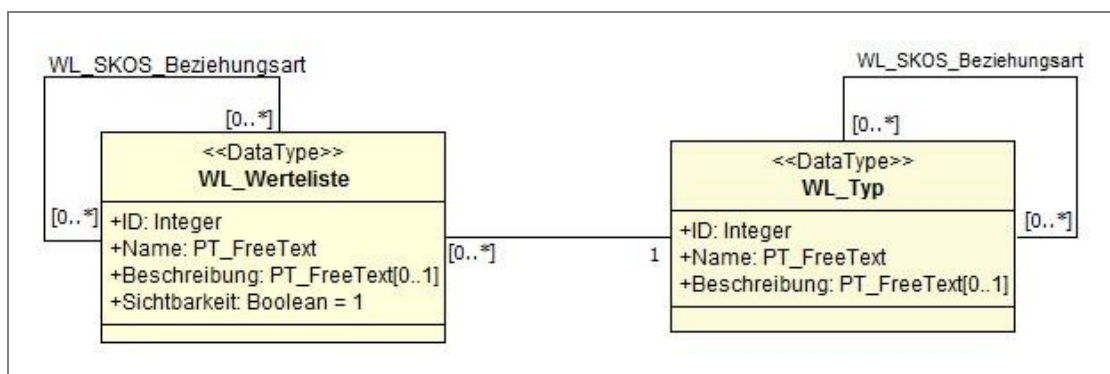 WL_SKOS_Beziehungsart
[0..*]
<<DataType>>
WL_Werteliste
[0..*]
+ID: Integer
+Name: PT_FreeText
+Beschreibung: PT_FreeText[0..1]
+Sichtbarkeit: Boolean = 1
[0..*]
1
WL_SKOS_Beziehungsart
[0..*]
<<DataType>>
WL_Typ
+ID: Integer
+Name: PT_FreeText
+Beschreibung: PT_FreeText[0..1]
[0..*]